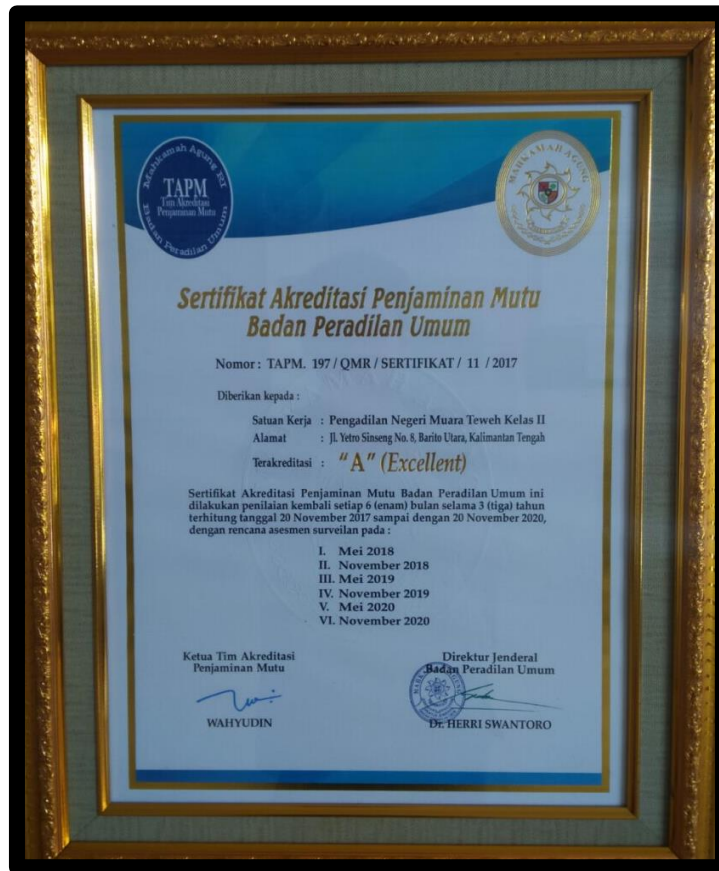 Mahkamah Agung RI
TAPM
Tim Akreditasi
Penjaminan Mutu
Badan Peradilan Umum
MAHKAMAH AGUNG
Sertifikat Akreditasi Penjaminan Mutu
Badan Peradilan Umum
Nomor : TAPM. 197 / QMR / SERTIFIKAT / 11 / 2017
Diberikan kepada :
Satuan Kerja : Pengadilan Negeri Muara Teweh Kelas II
Alamat : Jl. Yetro Sinseng No. 8, Barito Utara, Kalimantan Tengah
Terakreditasi : "A" (Excellent)
Sertifikat Akreditasi Penjaminan Mutu Badan Peradilan Umum ini
dilakukan penilaian kembali setiap 6 (enam) bulan selama 3 (tiga) tahun
terhitung tanggal 20 November 2017 sampai dengan 20 November 2020,
dengan rencana asesmen surveilan pada :
I. Mei 2018
II. November 2018
III. Mei 2019
IV. November 2019
V. Mei 2020
VI. November 2020
Ketua Tim Akreditasi
Penjaminan Mutu
WAHYUDIN
Direktur Jenderal
Badan Peradilan Umum
Dr. HERRI SWANTORO